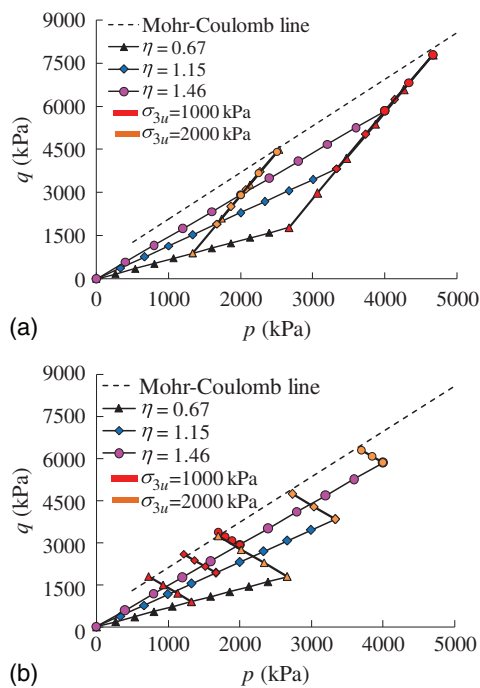 (a)
9000
7500
6000
4500
3000
1500
0
q (kPa)
Mohr-Coulomb line
η = 0.67
η = 1.15
η = 1.46
σ3u=1000 kPa
σ3u=2000 kPa
0 1000 2000 3000 4000 5000
p (kPa)
(b)
9000
7500
6000
4500
3000
1500
0
q (kPa)
Mohr-Coulomb line
η = 0.67
η = 1.15
η = 1.46
σ3u=1000 kPa
σ3u=2000 kPa
0 1000 2000 3000 4000 5000
p (kPa)